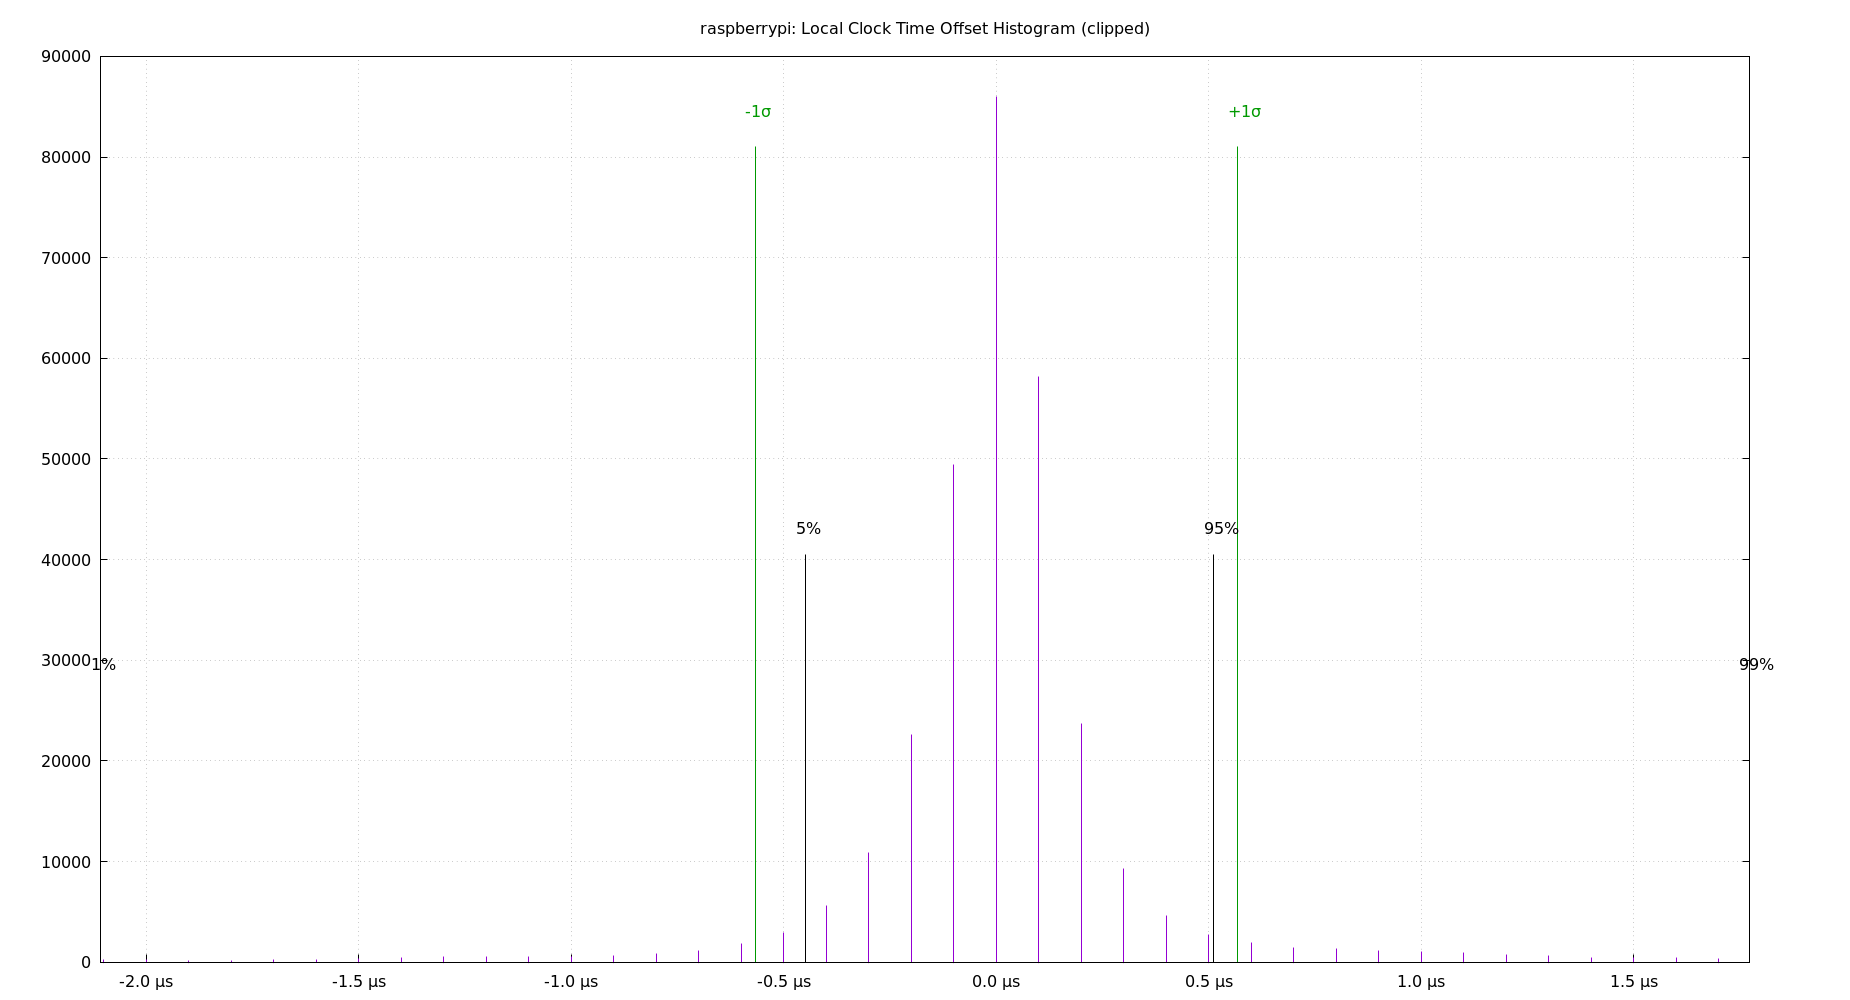 raspberrypi: Local Clock Time Offset Histogram (clipped)
90000
-1σ
+1σ
80000
70000
60000
50000
5%
95%
40000
30000
1%
99%
20000
10000
0
-2.0 µs
-1.5 µs
-1.0 µs
-0.5 µs
0.0 µs
0.5 µs
1.0 µs
1.5 µs